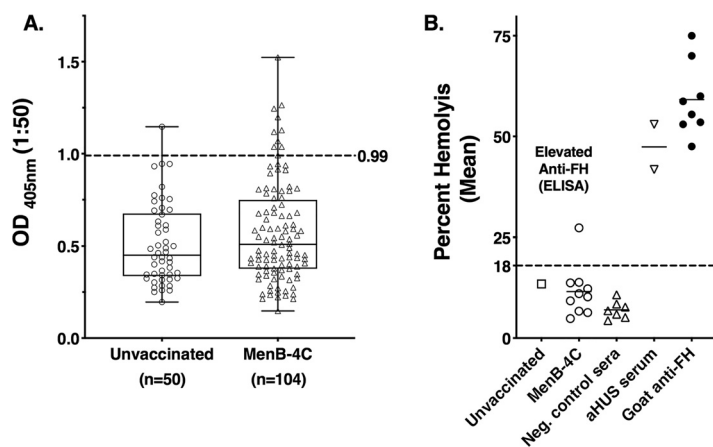 A.
OD 405nm (1:50)
1.5
1.0
0.5
0.0
0.99
Unvaccinated
(n=50)
MenB-4C
(n=104)
B.
Percent Hemolyis
(Mean)
75
50
25
18
0
Elevated
Anti-FH
(ELISA)
Unvaccinated
MenB-4C
Neg. control sera
aHUS serum
Goat anti-FH